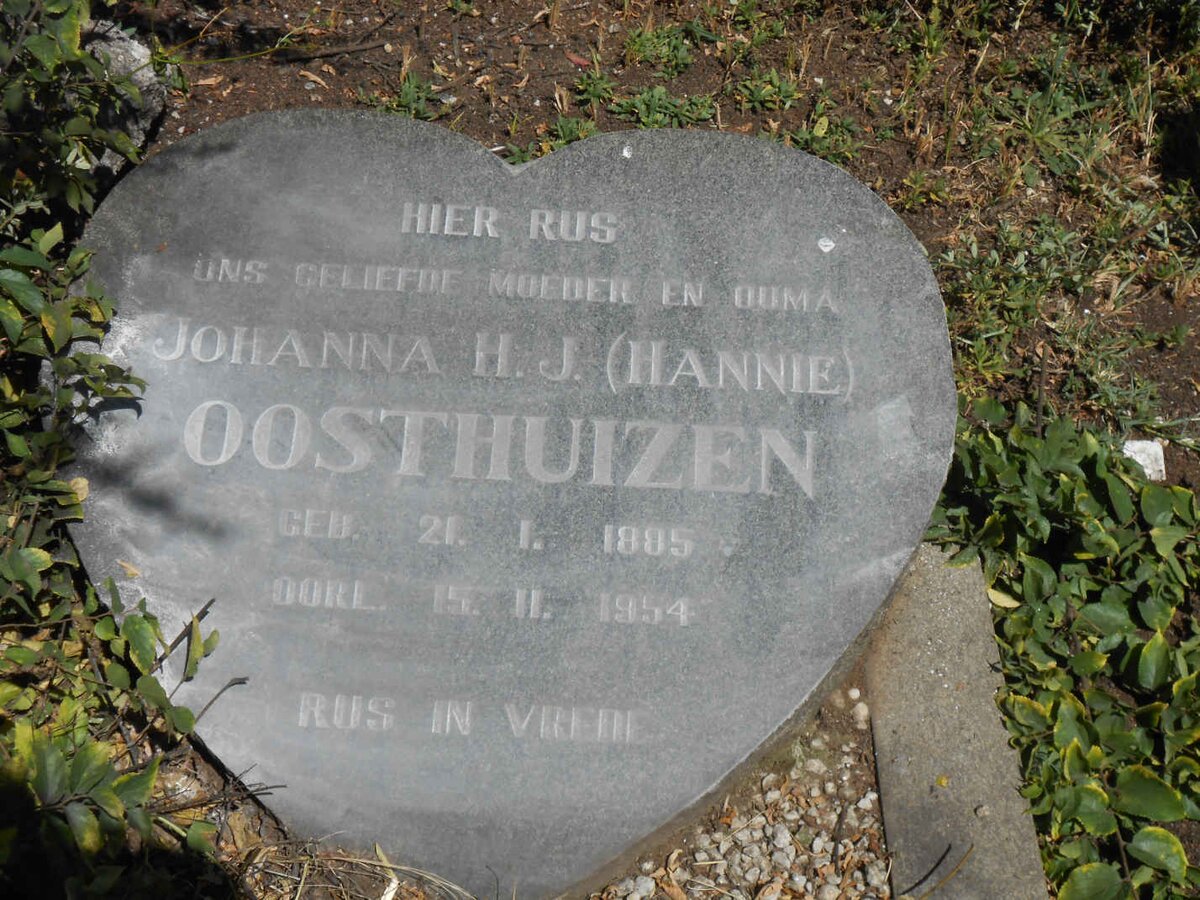 HIER RUS
ONS GELIEFDE MOEDER EN OUMA
JOHANNA H. J. (HANNIE)
OOSTHUIZEN
GEB. 21. 1. 1885
OORL. 15. 11. 1954
RUS IN VREDE